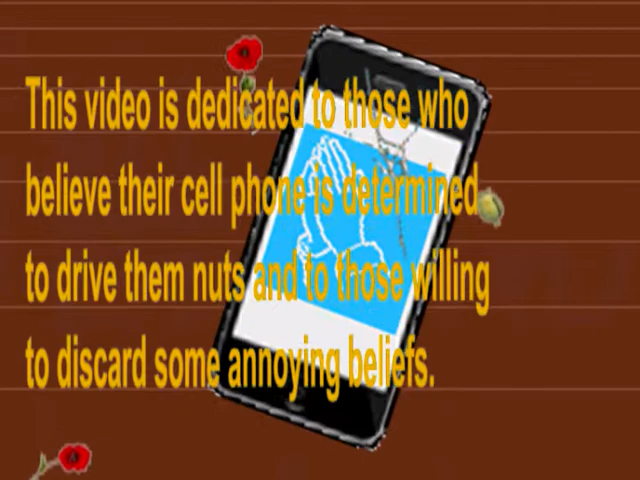 This video is dedicated to those who
believe their cell phone is determined
to drive them nuts and to those willing
to discard some annoying beliefs.